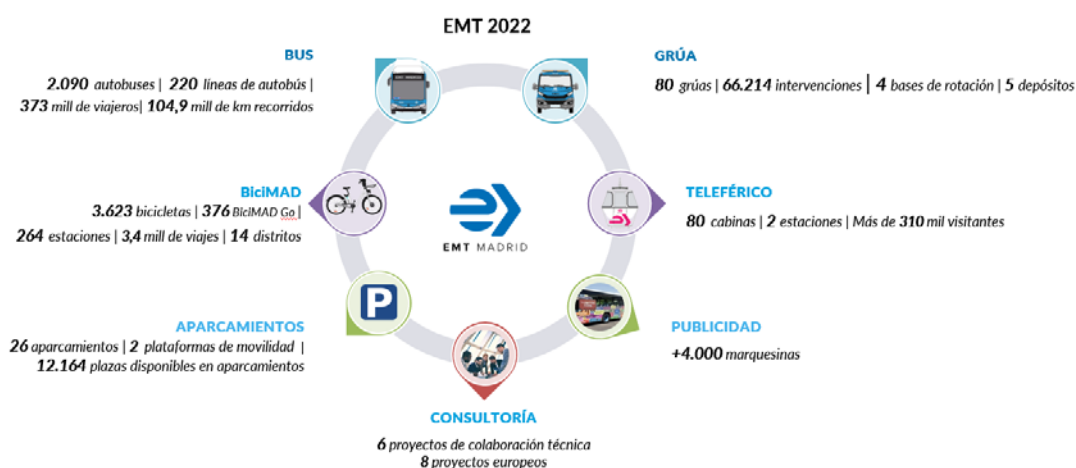 EMT 2022
BUS
2.090 autobuses | 220 líneas de autobús |
373 mill de viajeros| 104,9 mill de km recorridos
GRÚA
80 grúas | 66.214 intervenciones | 4 bases de rotación | 5 depósitos
BiciMAD
3.623 bicicletas | 376 BiciMAD Go |
264 estaciones | 3,4 mill de viajes | 14 distritos
EMT MADRID
TELEFÉRICO
80 cabinas | 2 estaciones | Más de 310 mil visitantes
P
APARCAMIENTOS
26 aparcamientos | 2 plataformas de movilidad |
12.164 plazas disponibles en aparcamientos
PUBLICIDAD
+4.000 marquesinas
CONSULTORÍA
6 proyectos de colaboración técnica
8 proyectos europeos